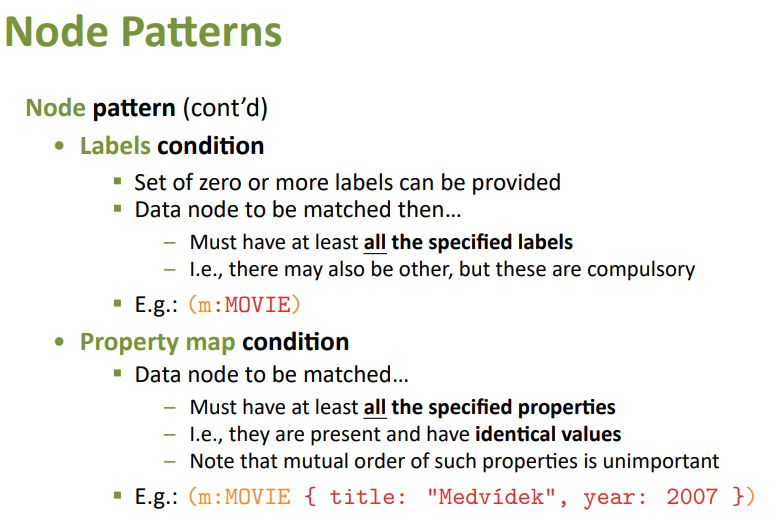 Node Patterns
Node pattern (cont’d)
• Labels condition
▪ Set of zero or more labels can be provided
▪ Data node to be matched then…
– Must have at least all the specified labels
– I.e., there may also be other, but these are compulsory
▪ E.g.: (m:MOVIE)
• Property map condition
▪ Data node to be matched…
– Must have at least all the specified properties
– I.e., they are present and have identical values
– Note that mutual order of such properties is unimportant
▪ E.g.: (m:MOVIE { title: "Medvídek", year: 2007 })